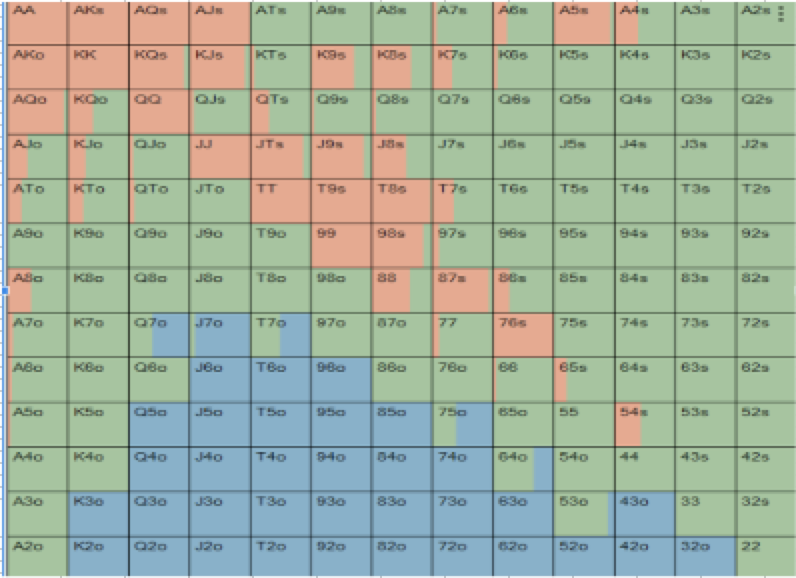 AA AKs AQs AJs ATs A9s A8s A7s A6s A5s A4s A3s A2s
AKo KK KQs KJs KTs K9s K8s K7s K6s K5s K4s K3s K2s
AQo KQo QQ QJs QTs Q9s Q8s Q7s Q6s Q5s Q4s Q3s Q2s
AJo KJo QJo JJ JTs J9s J8s J7s J6s J5s J4s J3s J2s
ATo KTo QTo JTo TT T9s T8s T7s T6s T5s T4s T3s T2s
A9o K9o Q9o J9o T9o 99 98s 97s 96s 95s 94s 93s 92s
A8o K8o Q8o J8o T8o 98o 88 87s 86s 85s 84s 83s 82s
A7o K7o Q7o J7o T7o 97o 87o 77 76s 75s 74s 73s 72s
A6o K6o Q6o J6o T6o 96o 86o 76o 66 65s 64s 63s 62s
A5o K5o Q5o J5o T5o 95o 85o 75o 65o 55 54s 53s 52s
A4o K4o Q4o J4o T4o 94o 84o 74o 64o 54o 44 43s 42s
A3o K3o Q3o J3o T3o 93o 83o 73o 63o 53o 43o 33 32s
A2o K2o Q2o J2o T2o 92o 82o 72o 62o 52o 42o 32o 22